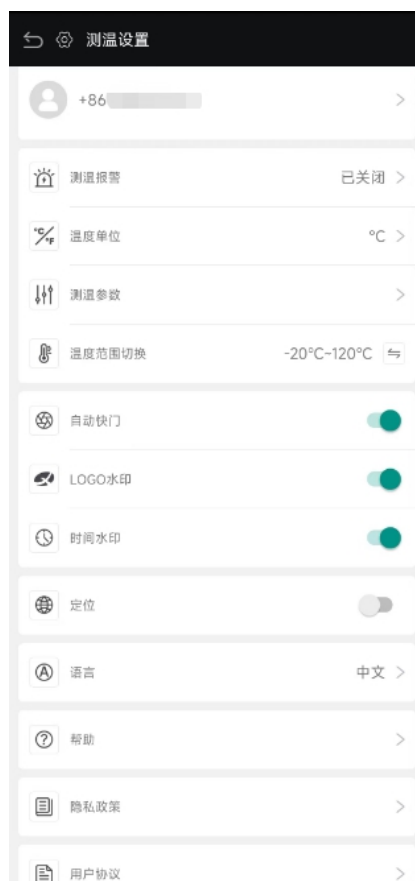 测温设置
+86
测温报警 已关闭
°C/°F 温度单位 °C
测温参数
温度范围切换 -20°C~120°C
自动快门
LOGO水印
时间水印
定位
A 语言 中文
? 帮助
隐私政策
用户协议